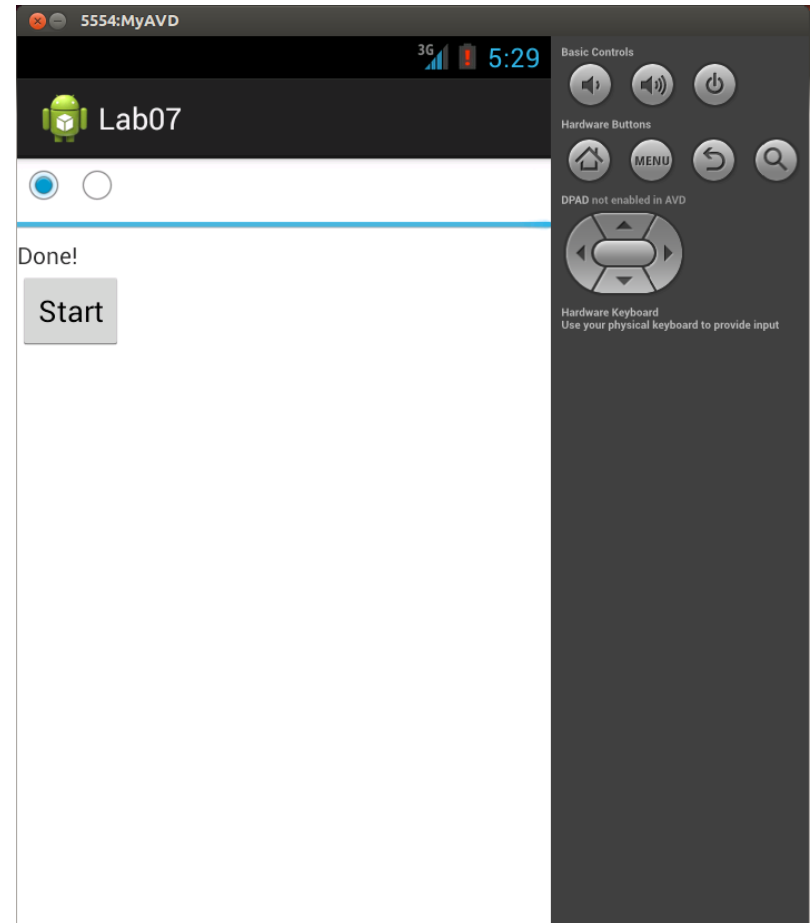 5554:MyAVD
3G 5:29
Lab07
Done!
Start
Basic Controls
Hardware Buttons
MENU
DPAD not enabled in AVD
Hardware Keyboard
Use your physical keyboard to provide input